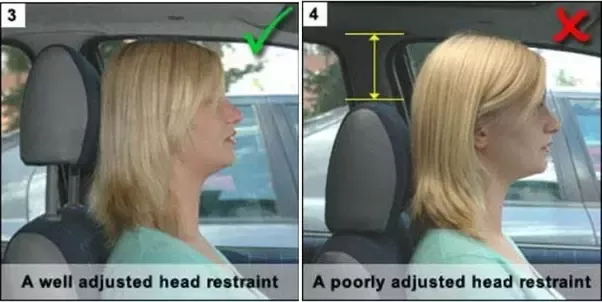 3
4
A well adjusted head restraint
A poorly adjusted head restraint